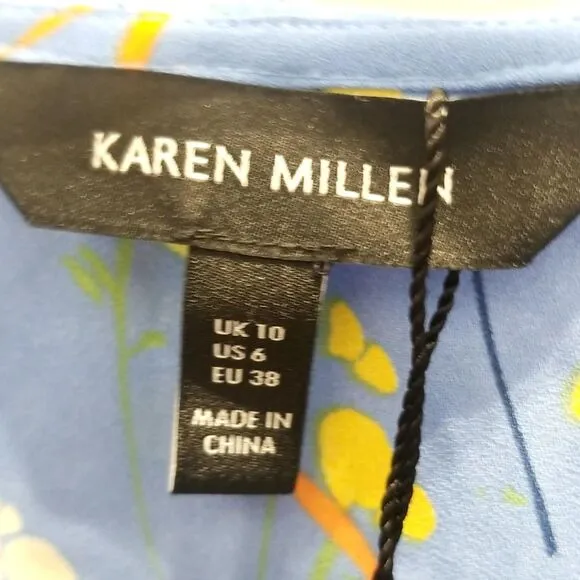 KAREN MILLEN
UK 10
US 6
EU 38
MADE IN
CHINA